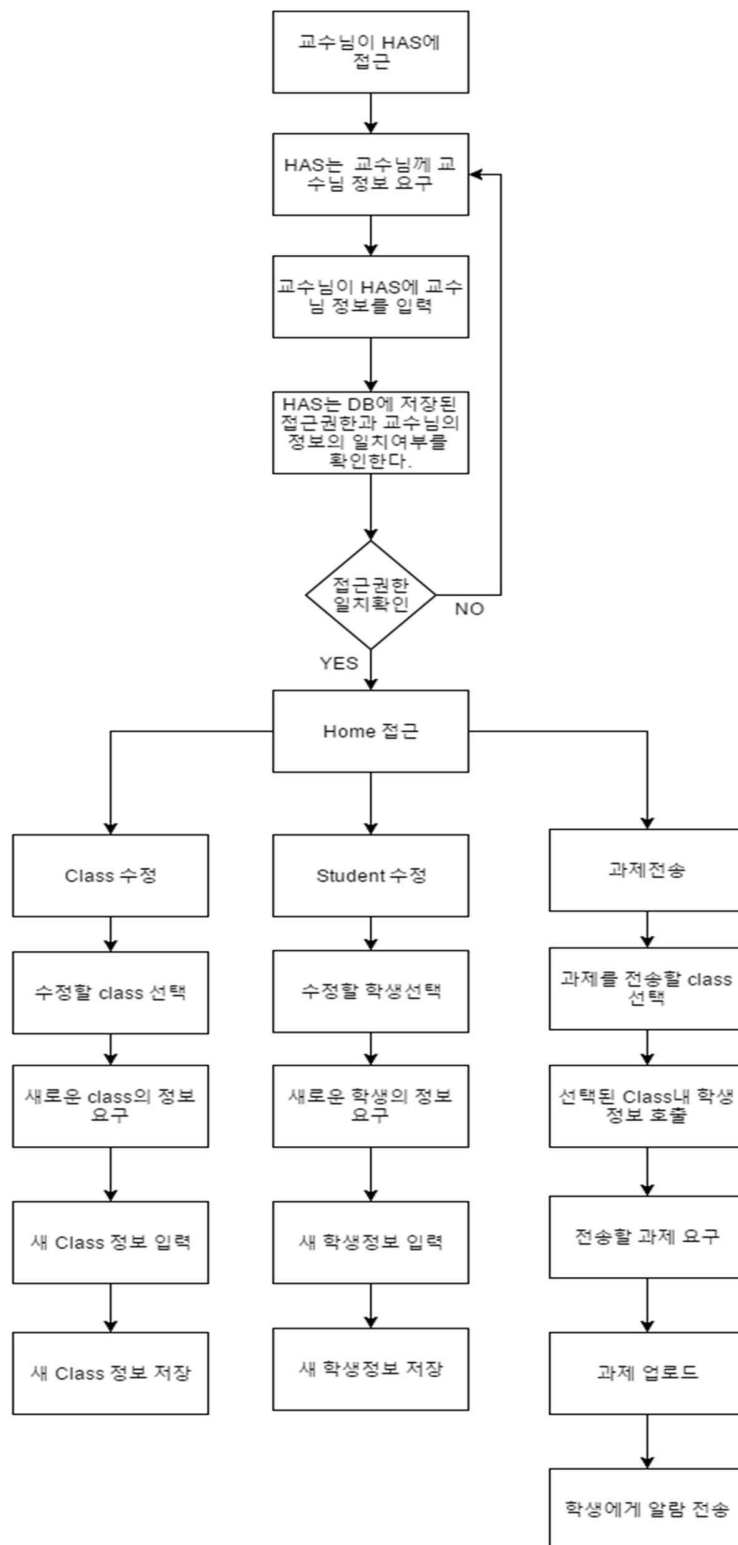 교수님이 HAS에
접근
HAS는 교수님께 교
수님 정보 요구
교수님이 HAS에 교수
님 정보를 입력
HAS는 DB에 저장된
접근권한과 교수님의
정보의 일치여부를
확인한다.
접근권한
일치확인
NO
YES
Home 접근
Class 수정
Student 수정
과제전송
수정할 class 선택
수정할 학생선택
과제를 전송할 class
선택
새로운 class의 정보
요구
새로운 학생의 정보
요구
선택된 Class내 학생
정보 호출
새 Class 정보 입력
새 학생정보 입력
전송할 과제 요구
새 Class 정보 저장
새 학생정보 저장
과제 업로드
학생에게 알람 전송